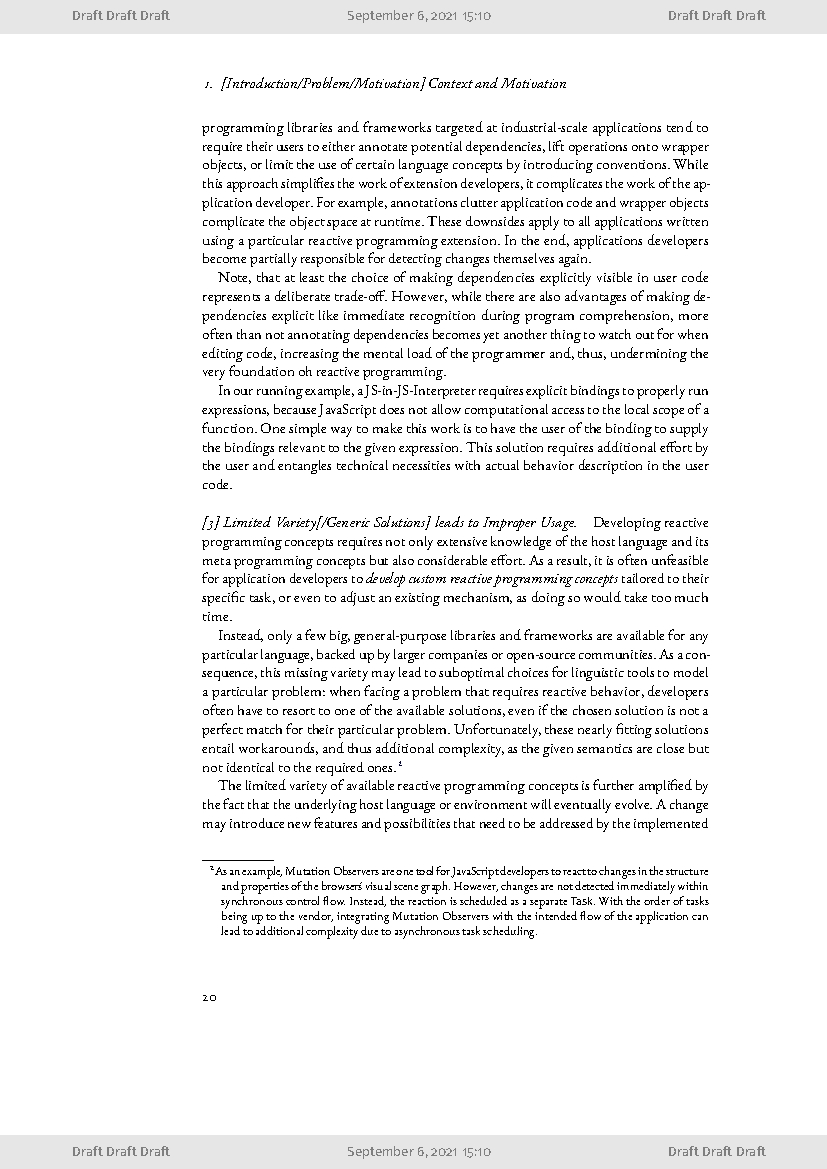 Draft Draft Draft September 6, 2021 15:10 Draft Draft Draft
1. [Introduction/Problem/Motivation] Context and Motivation
programming libraries and frameworks targeted at industrial-scale applications tend to
require their users to either annotate potential dependencies, lift operations onto wrapper
objects, or limit the use of certain language concepts by introducing conventions. While
this approach simplifies the work of extension developers, it complicates the work of the ap-
plication developer. For example, annotations clutter application code and wrapper objects
complicate the object space at runtime. These downsides apply to all applications written
using a particular reactive programming extension. In the end, applications developers
become partially responsible for detecting changes themselves again.
Note, that at least the choice of making dependencies explicitly visible in user code
represents a deliberate trade-off. However, while there are also advantages of making de-
pendencies explicit like immediate recognition during program comprehension, more
often than not annotating dependencies becomes yet another thing to watch out for when
editing code, increasing the mental load of the programmer and, thus, undermining the
very foundation oh reactive programming.
In our running example, a JS-in-JS-Interpreter requires explicit bindings to properly run
expressions, because JavaScript does not allow computational access to the local scope of a
function. One simple way to make this work is to have the user of the binding to supply
the bindings relevant to the given expression. This solution requires additional effort by
the user and entangles technical necessities with actual behavior description in the user
code.
[3] Limited Variety[/Generic Solutions] leads to Improper Usage. Developing reactive
programming concepts requires not only extensive knowledge of the host language and its
meta programming concepts but also considerable effort. As a result, it is often unfeasible
for application developers to develop custom reactive programming concepts tailored to their
specific task, or even to adjust an existing mechanism, as doing so would take too much
time.
Instead, only a few big, general-purpose libraries and frameworks are available for any
particular language, backed up by larger companies or open-source communities. As a con-
sequence, this missing variety may lead to suboptimal choices for linguistic tools to model
a particular problem: when facing a problem that requires reactive behavior, developers
often have to resort to one of the available solutions, even if the chosen solution is not a
perfect match for their particular problem. Unfortunately, these nearly fitting solutions
entail workarounds, and thus additional complexity, as the given semantics are close but
not identical to the required ones.2
The limited variety of available reactive programming concepts is further amplified by
the fact that the underlying host language or environment will eventually evolve. A change
may introduce new features and possibilities that need to be addressed by the implemented
2 As an example, Mutation Observers are one tool for JavaScript developers to react to changes in the structure
and properties of the browsers' visual scene graph. However, changes are not detected immediately within
synchronous control flow. Instead, the reaction is scheduled as a separate Task. With the order of tasks
being up to the vendor, integrating Mutation Observers with the intended flow of the application can
lead to additional complexity due to asynchronous task scheduling.
20
Draft Draft Draft September 6, 2021 15:10 Draft Draft Draft